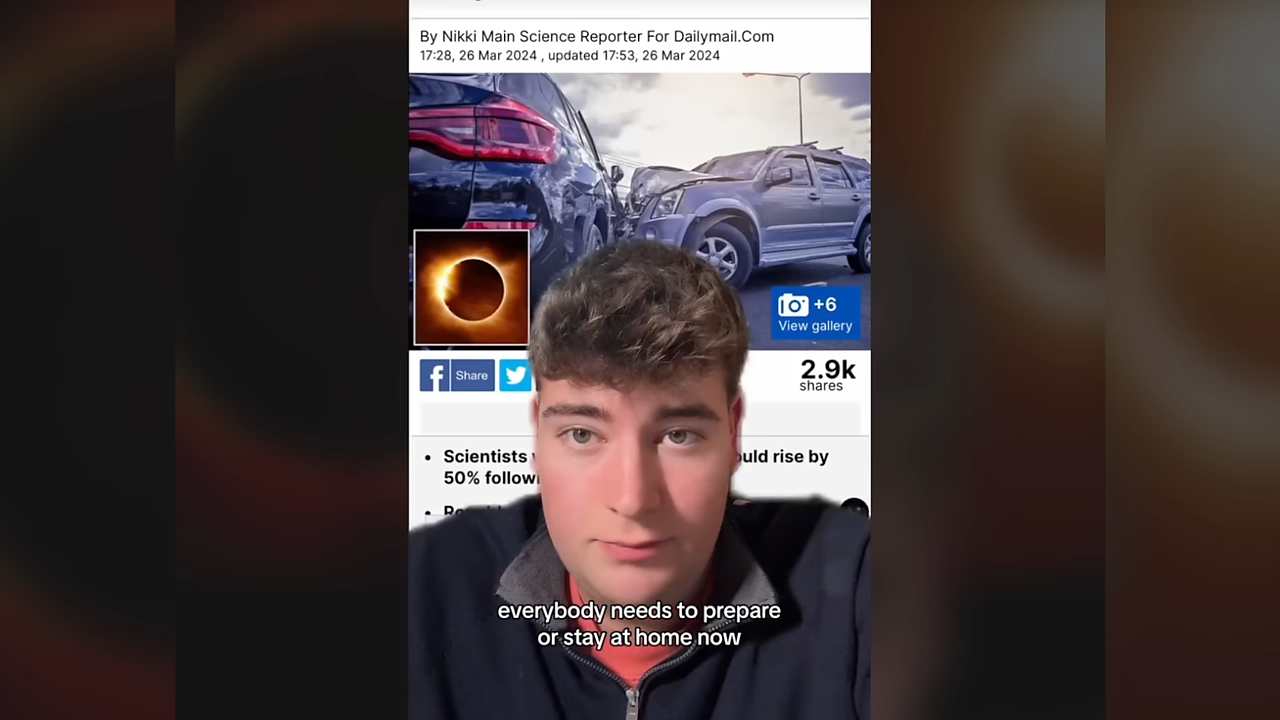 By Nikki Main Science Reporter For Dailymail.Com
17:28, 26 Mar 2024 , updated 17:53, 26 Mar 2024
+6
View gallery
Share
2.9k
shares
• Scientists ould rise by
50% follow
everybody needs to prepare
or stay at home now